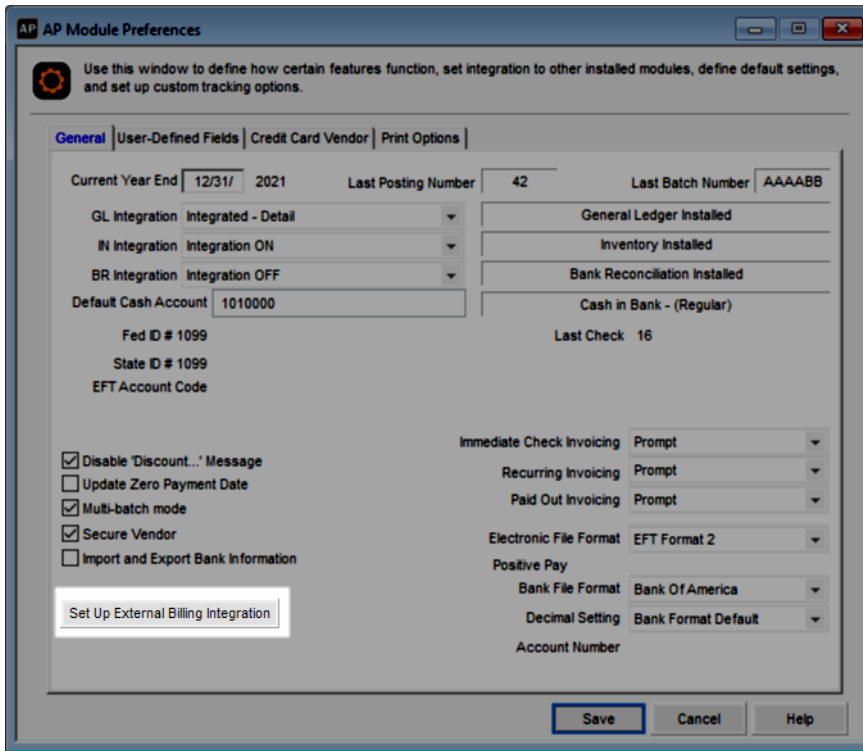 AP AP Module Preferences
Use this window to define how certain features function, set integration to other installed modules, define default settings,
and set up custom tracking options.
General User-Defined Fields Credit Card Vendor Print Options
Current Year End 12/31/ 2021 Last Posting Number 42 Last Batch Number AAAABB
GL Integration Integrated - Detail General Ledger Installed
IN Integration Integration ON Inventory Installed
BR Integration Integration OFF Bank Reconciliation Installed
Default Cash Account 1010000 Cash in Bank - (Regular)
Fed ID # 1099 Last Check 16
State ID # 1099
EFT Account Code
Immediate Check Invoicing Prompt
Disable 'Discount...' Message
Recurring Invoicing Prompt
Update Zero Payment Date
Paid Out Invoicing Prompt
Multi-batch mode
Secure Vendor
Electronic File Format EFT Format 2
Import and Export Bank Information
Positive Pay
Bank File Format Bank Of America
Set Up External Billing Integration
Decimal Setting Bank Format Default
Account Number
Save Cancel Help